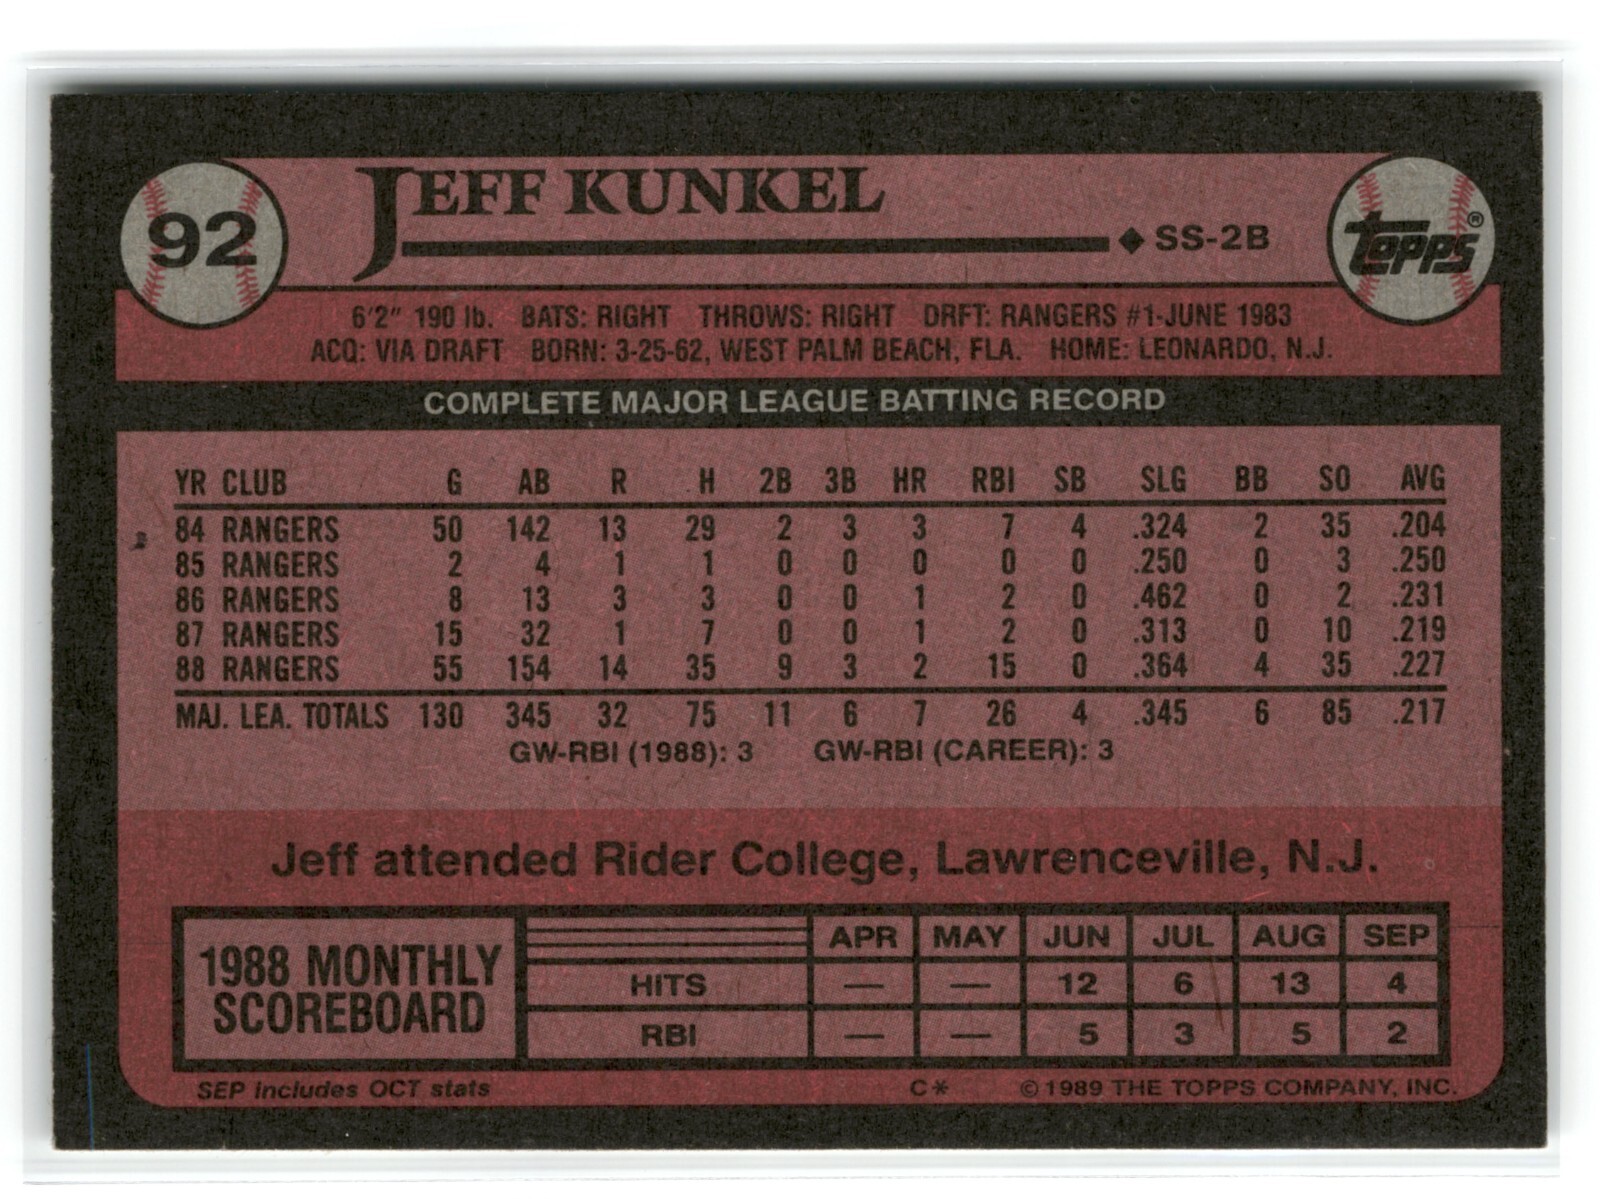 92
JEFF KUNKEL
◆ SS-2B
TOPPS®
6'2" 190 lb. BATS: RIGHT THROWS: RIGHT DRFT: RANGERS #1-JUNE 1983
ACQ: VIA DRAFT BORN: 3-25-62, WEST PALM BEACH, FLA. HOME: LEONARDO, N.J.
COMPLETE MAJOR LEAGUE BATTING RECORD
YR CLUB G AB R H 2B 3B HR RBI SB SLG BB SO AVG
84 RANGERS 50 142 13 29 2 3 3 7 4 .324 2 35 .204
85 RANGERS 2 4 1 1 0 0 0 0 0 .250 0 3 .250
86 RANGERS 8 13 3 3 0 0 1 2 0 .462 0 2 .231
87 RANGERS 15 32 1 7 0 0 1 2 0 .313 0 10 .219
88 RANGERS 55 154 14 35 9 3 2 15 0 .364 4 35 .227
MAJ. LEA. TOTALS 130 345 32 75 11 6 7 26 4 .345 6 85 .217
GW-RBI (1988): 3 GW-RBI (CAREER): 3
Jeff attended Rider College, Lawrenceville, N.J.
1988 MONTHLY
SCOREBOARD
APR MAY JUN JUL AUG SEP
HITS — — 12 6 13 4
RBI — — 5 3 5 2
SEP includes OCT stats C* © 1989 THE TOPPS COMPANY, INC.